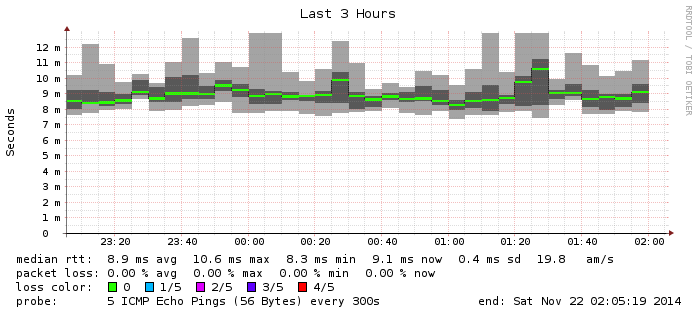 Last 3 Hours
RRDTOOL / TOBI OETIKER
Seconds
12 m
11 m
10 m
9 m
8 m
7 m
6 m
5 m
4 m
3 m
2 m
1 m
0
23:20 23:40 00:00 00:20 00:40 01:00 01:20 01:40 02:00
median rtt: 8.9 ms avg 10.6 ms max 8.3 ms min 9.1 ms now 0.4 ms sd 19.8 am/s
packet loss: 0.00 % avg 0.00 % max 0.00 % min 0.00 % now
loss color: 0 1/5 2/5 3/5 4/5
probe: 5 ICMP Echo Pings (56 Bytes) every 300s end: Sat Nov 22 02:05:19 2014